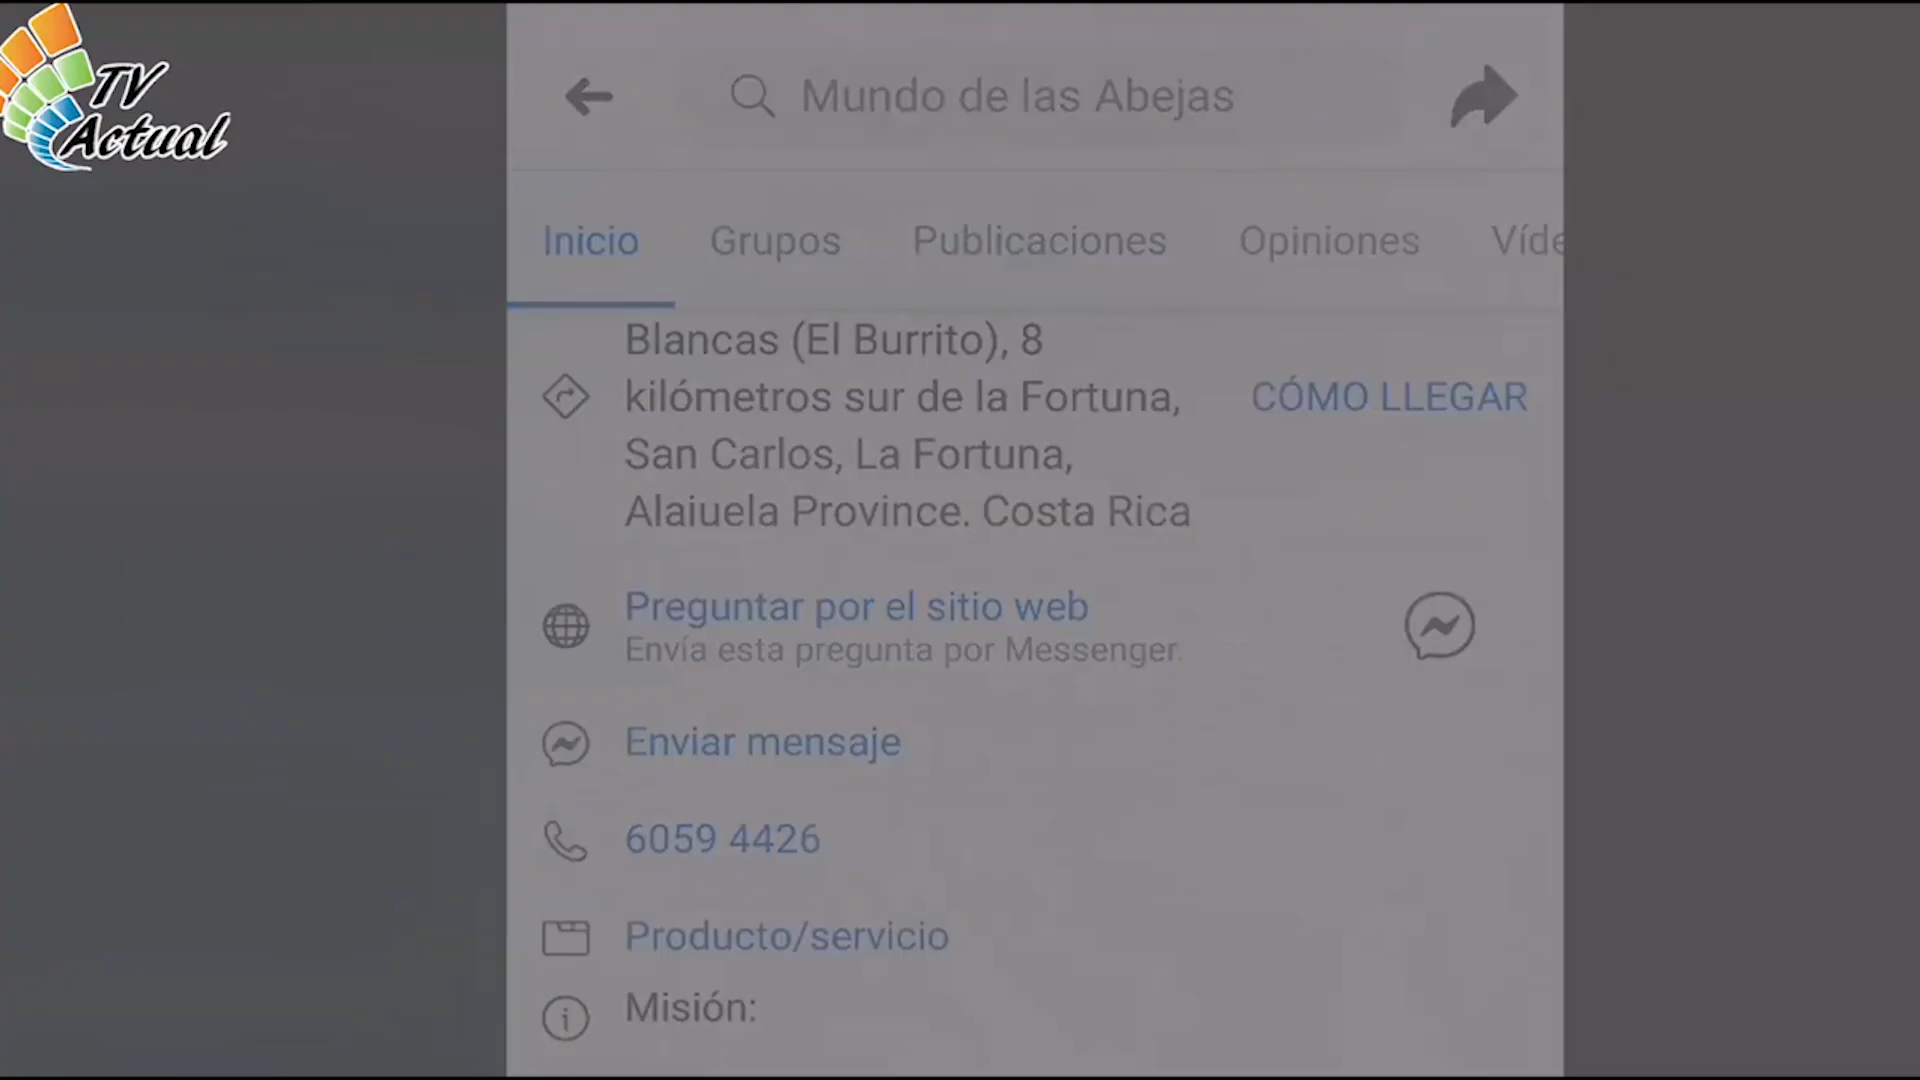 TV
Actual
Mundo de las Abejas
Inicio Grupos Publicaciones Opiniones Víde
Blancas (El Burrito), 8
kilómetros sur de la Fortuna,
San Carlos, La Fortuna,
Alaiuela Province. Costa Rica
CÓMO LLEGAR
Preguntar por el sitio web
Envía esta pregunta por Messenger.
Enviar mensaje
6059 4426
Producto/servicio
Misión: